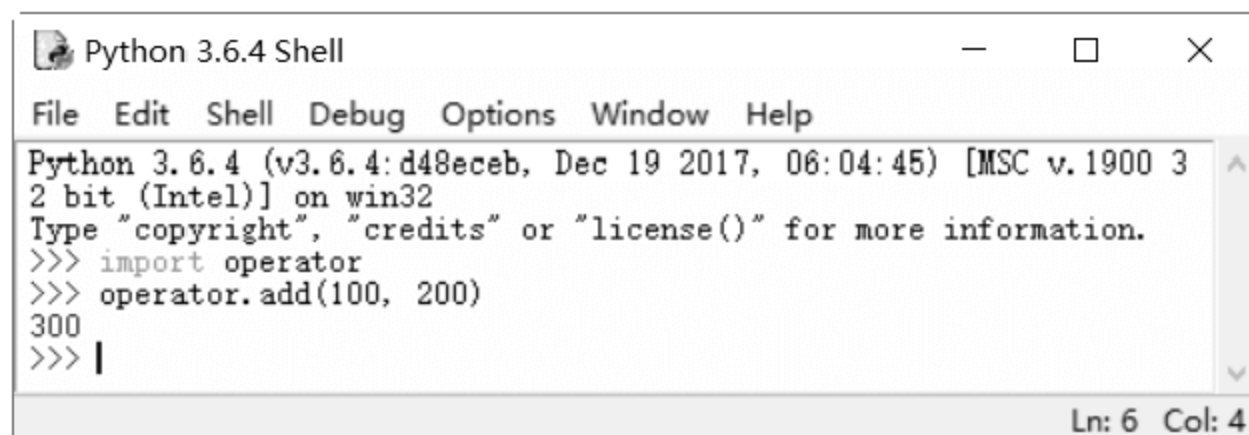 Python 3.6.4 Shell
File Edit Shell Debug Options Window Help
Python 3.6.4 (v3.6.4:d48eceb, Dec 19 2017, 06:04:45) [MSC v.1900 3
2 bit (Intel)] on win32
Type "copyright", "credits" or "license()" for more information.
>>> import operator
>>> operator.add(100, 200)
300
>>>
Ln: 6 Col: 4